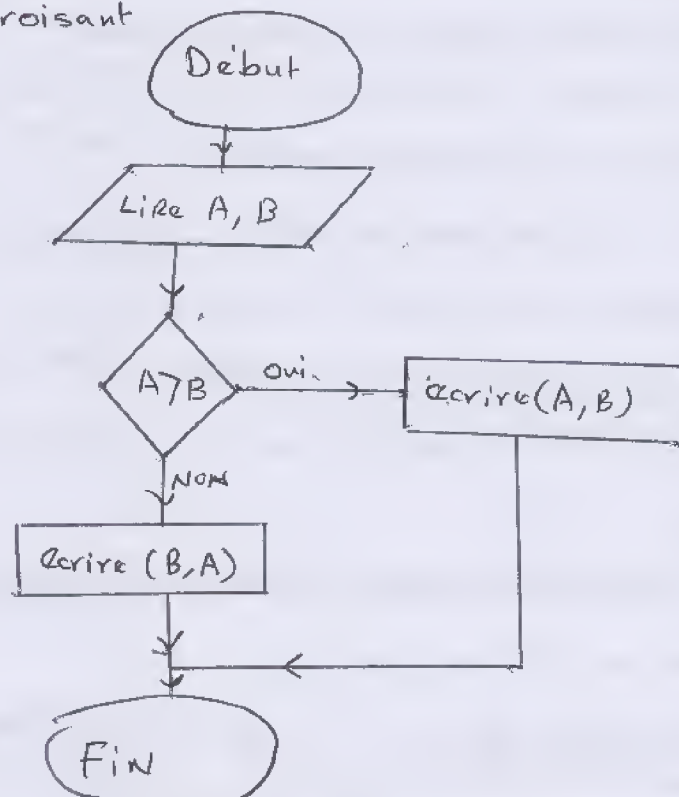 roisant
Début
Lire A, B
A>B
oui
écrire(A, B)
NON
écrire (B,A)
Fin